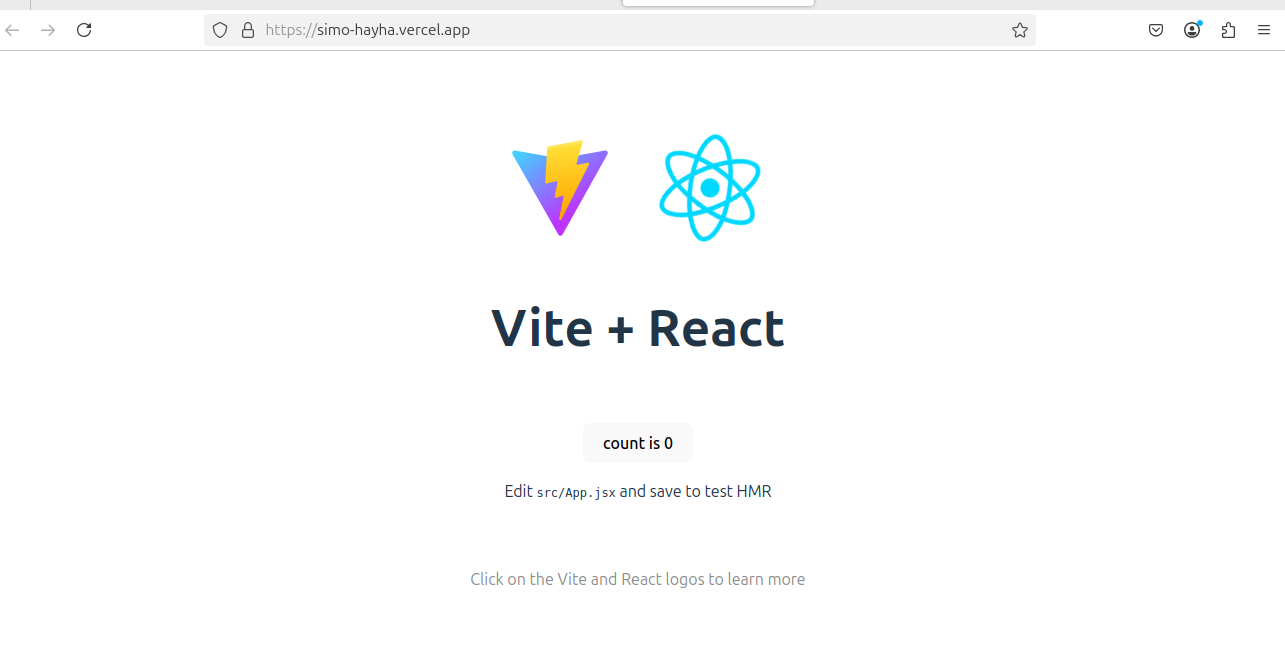 https://simo-hayha.vercel.app
Vite + React
count is 0
Edit src/App.jsx and save to test HMR
Click on the Vite and React logos to learn more